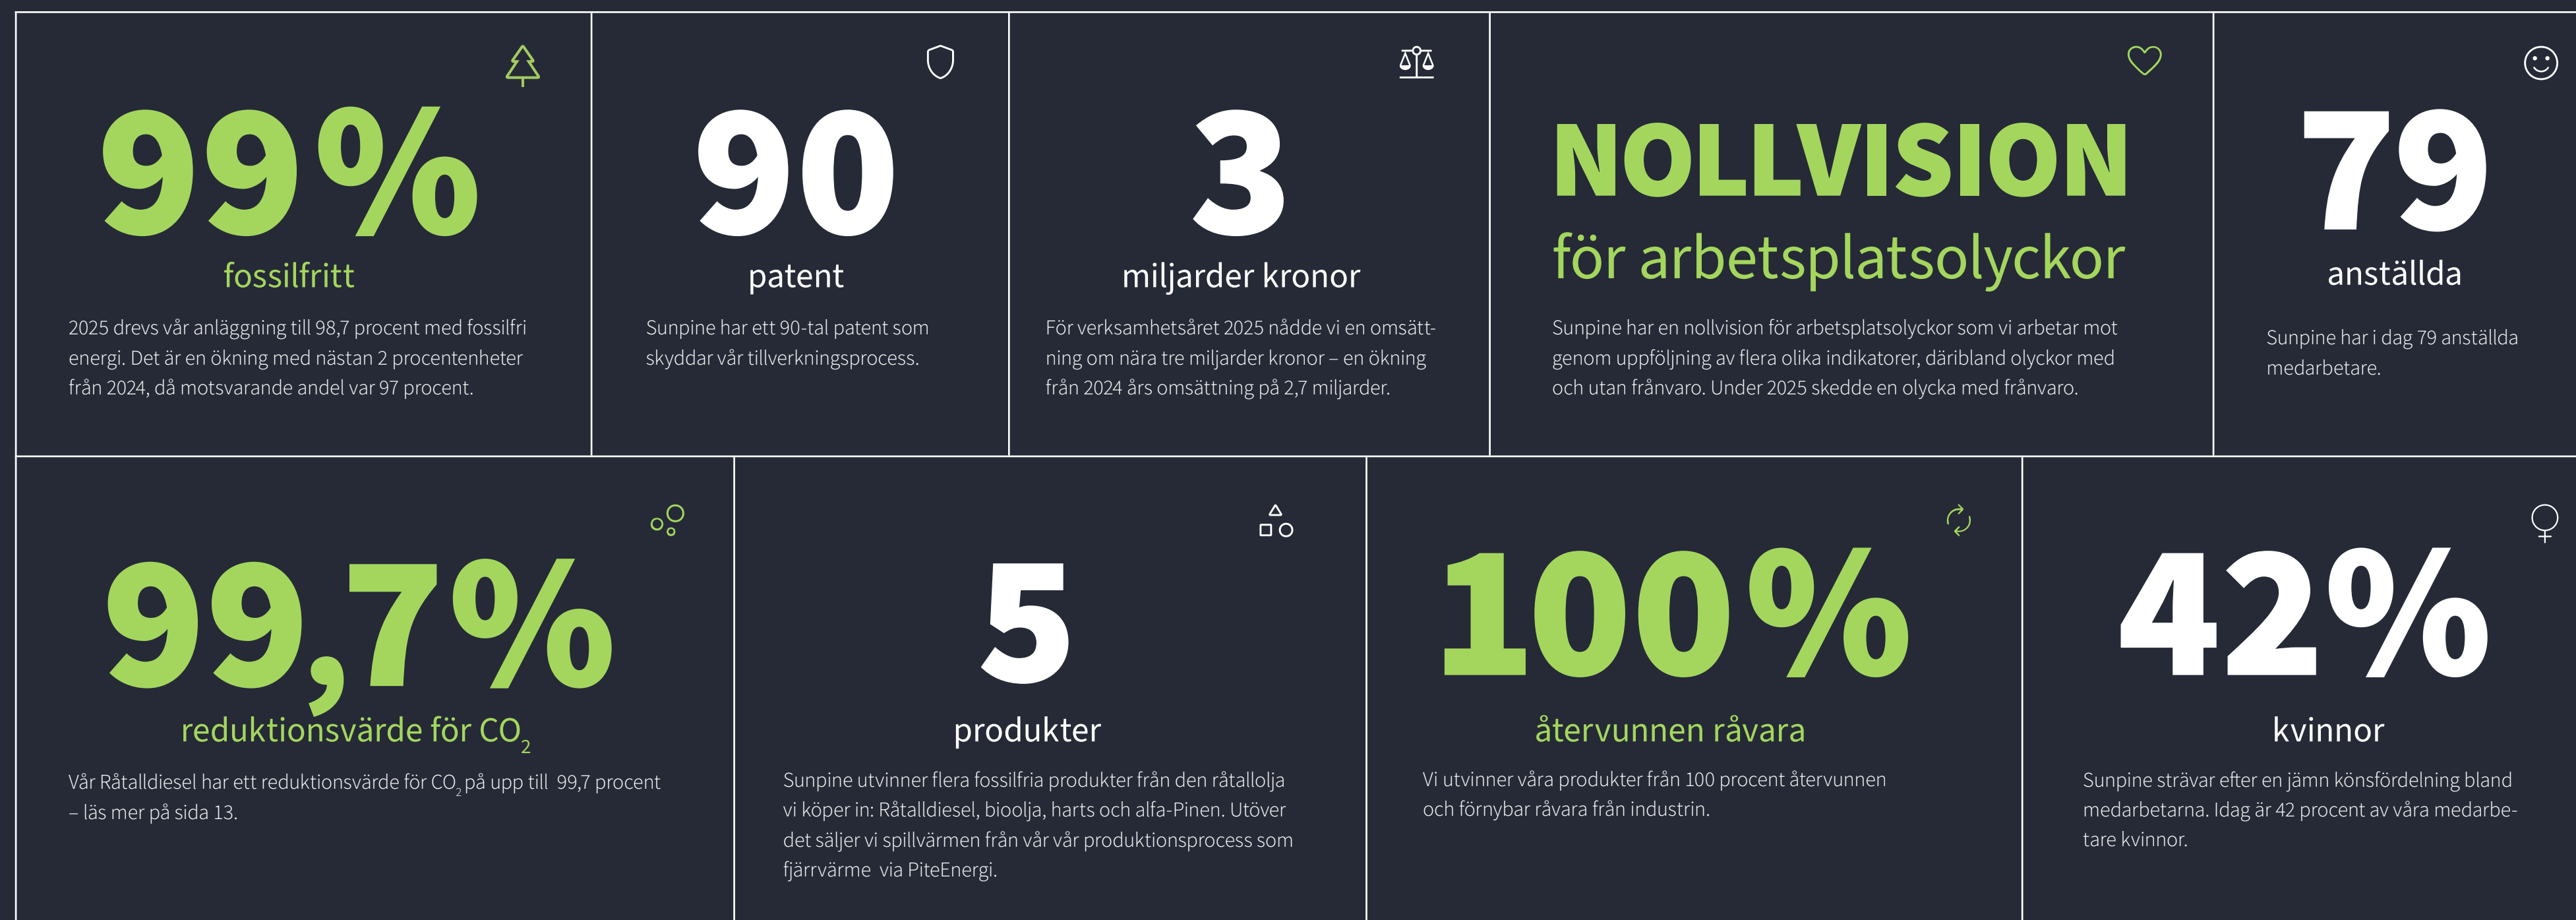 99%
fossilfritt
2025 drevs vår anläggning till 98,7 procent med fossilfri
energi. Det är en ökning med nästan 2 procentenheter
från 2024, då motsvarande andel var 97 procent.
90
patent
Sunpine har ett 90-tal patent som
skyddar vår tillverkningsprocess.
3
miljarder kronor
För verksamhetsåret 2025 nådde vi en omsätt-
ning om nära tre miljarder kronor – en ökning
från 2024 års omsättning på 2,7 miljarder.
NOLLVISION
för arbetsplatsolyckor
Sunpine har en nollvision för arbetsplatsolyckor som vi arbetar mot
genom uppföljning av flera olika indikatorer, däribland olyckor med
och utan frånvaro. Under 2025 skedde en olycka med frånvaro.
79
anställda
Sunpine har i dag 79 anställda
medarbetare.
99,7%
reduktionsvärde för CO₂
Vår Råtalldiesel har ett reduktionsvärde för CO₂ på upp till  99,7 procent
– läs mer på sida 13.
5
produkter
Sunpine utvinner flera fossilfria produkter från den råtallolja
vi köper in: Råtalldiesel, bioolja, harts och alfa-Pinen. Utöver
det säljer vi spillvärmen från vår vår produktionsprocess som
fjärrvärme  via PiteEnergi.
100%
återvunnen råvara
Vi utvinner våra produkter från 100 procent återvunnen
och förnybar råvara från industrin.
42%
kvinnor
Sunpine strävar efter en jämn könsfördelning bland
medarbetarna. Idag är 42 procent av våra medarbe-
tare kvinnor.